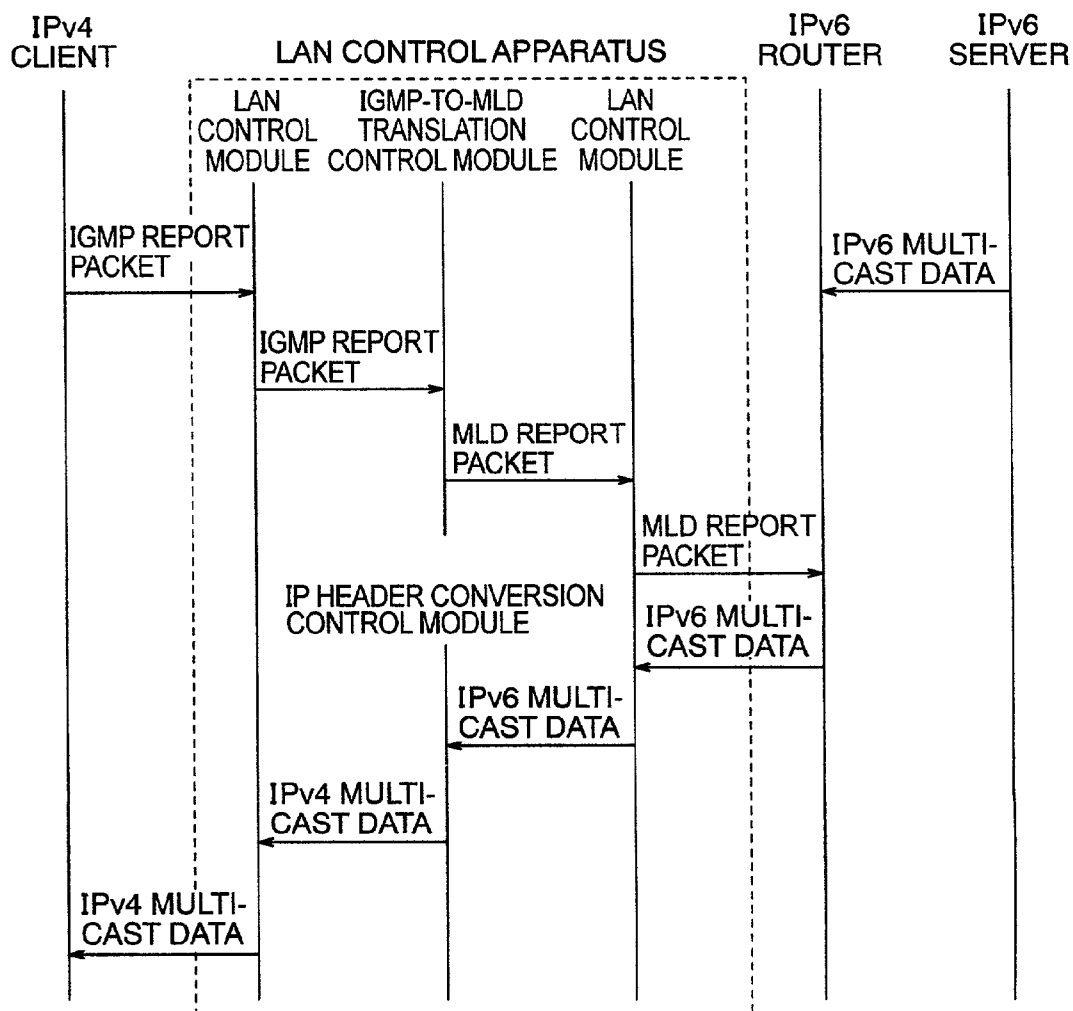 IPv4
CLIENT
LAN CONTROL APPARATUS
IPv6
ROUTER
IPv6
SERVER
LAN
CONTROL
MODULE
IGMP-TO-MLD
TRANSLATION
CONTROL MODULE
LAN
CONTROL
MODULE
IGMP REPORT
PACKET
IPv6 MULTI-
CAST DATA
IGMP REPORT
PACKET
MLD REPORT
PACKET
MLD REPORT
PACKET
IP HEADER CONVERSION
CONTROL MODULE
IPv6 MULTI-
CAST DATA
IPv6 MULTI-
CAST DATA
IPv4 MULTI-
CAST DATA
IPv4 MULTI-
CAST DATA